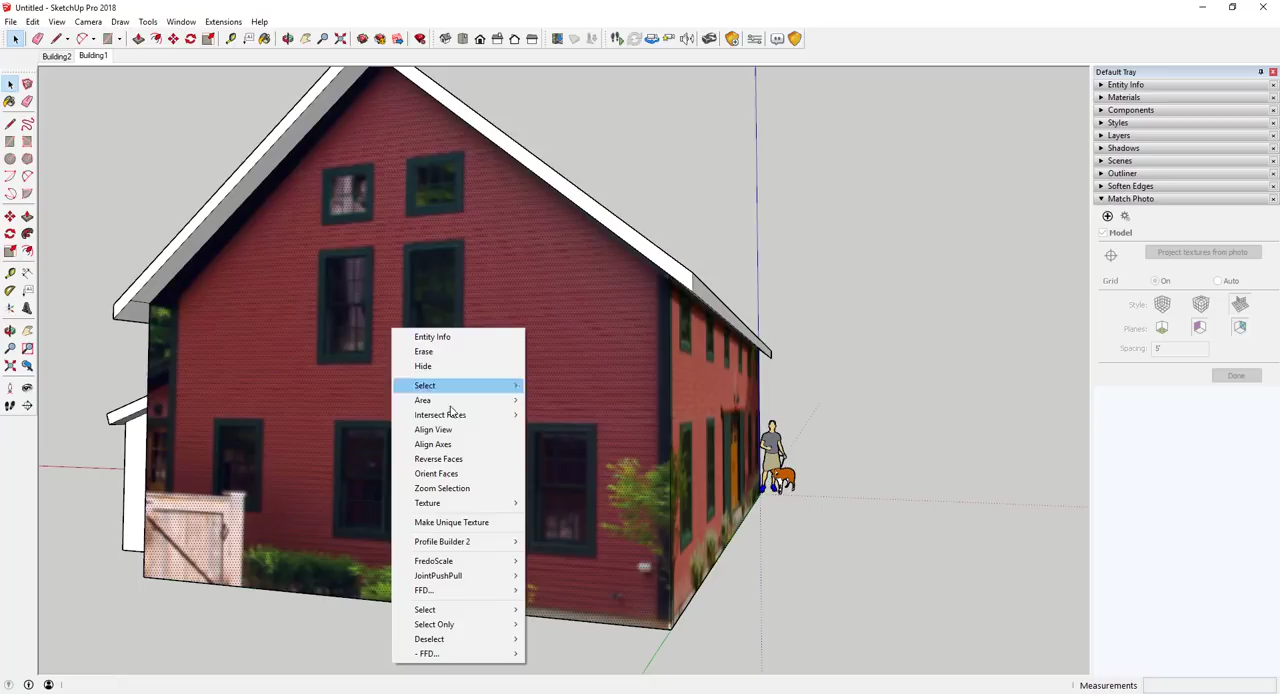 Untitled - SketchUp Pro 2018
File Edit View Camera Draw Tools Window Extensions Help
Building2 Building1
Default Tray
Entity Info
Materials
Components
Styles
Layers
Shadows
Scenes
Outliner
Soften Edges
Match Photo
Model
Project textures from photo
Grid On Auto
Style:
Planes:
Spacing: 5'
Done
Entity Info
Erase
Hide
Select
Area
Intersect Faces
Align View
Align Axes
Reverse Faces
Orient Faces
Zoom Selection
Texture
Make Unique Texture
Profile Builder 2
FredoScale
JointPushPull
FFD...
Select
Select Only
Deselect
- FFD...
Measurements